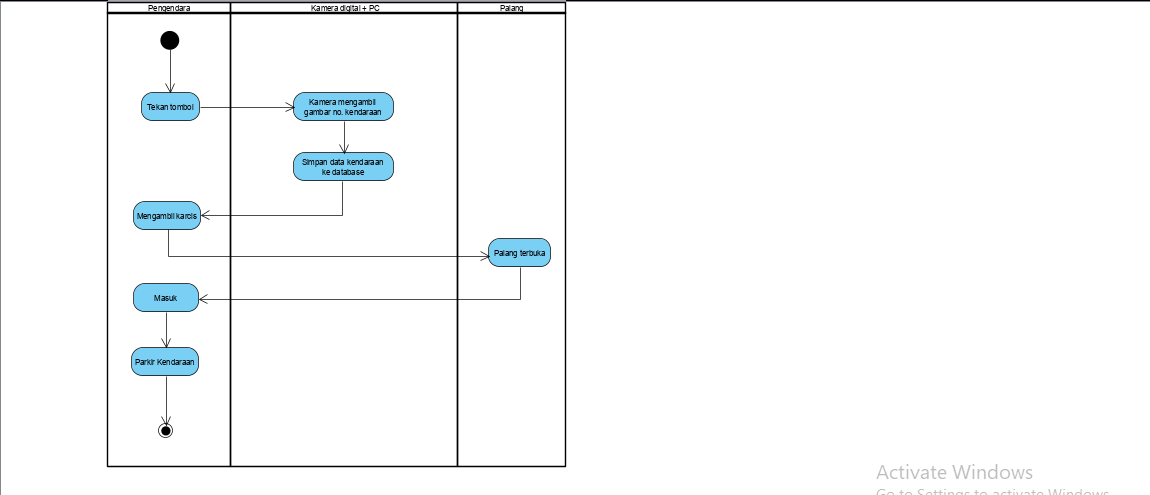 Pengendara
Kamera digital + PC
Palang
Tekan tombol
Kamera mengambil
gambar no. kendaraan
Simpan data kendaraan
ke database
Mengambil karcis
Palang terbuka
Masuk
Parkir Kendaraan
Activate Windows
Go to Settings to activate Windows.